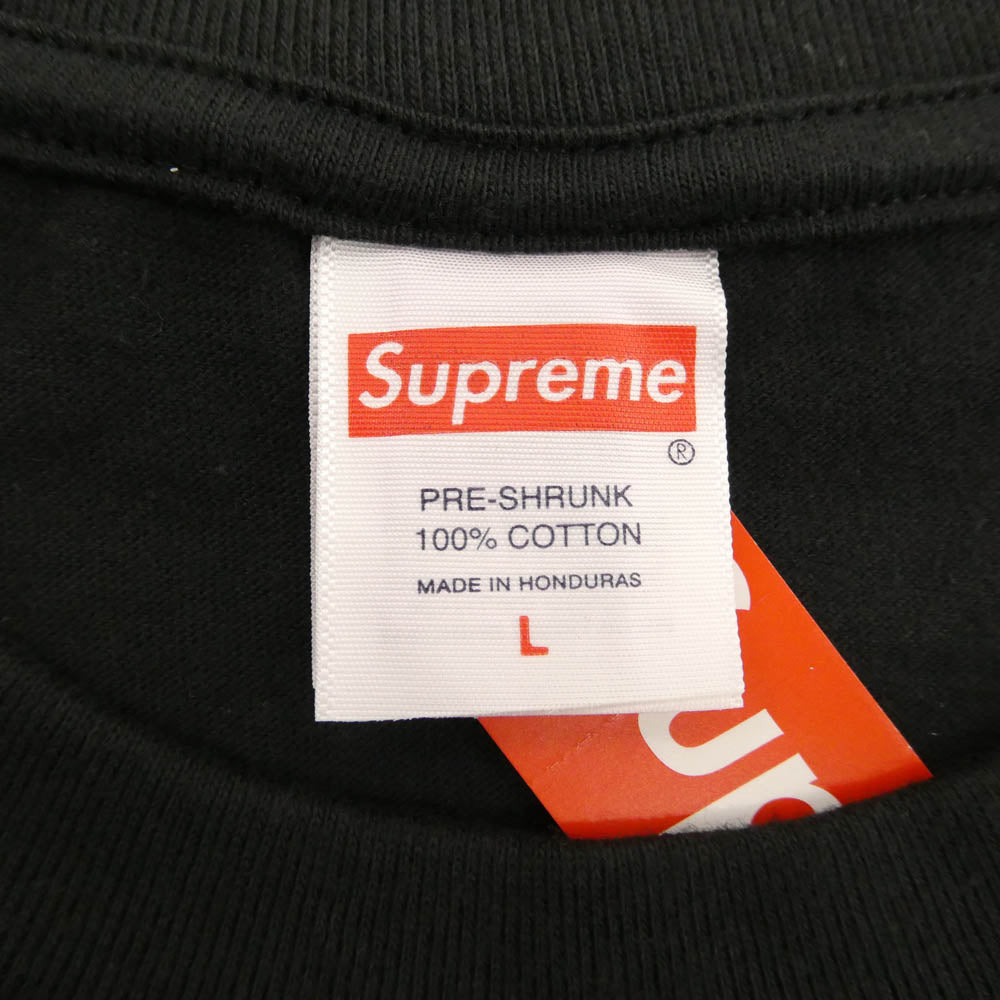 Supreme
®
PRE-SHRUNK
100% COTTON
MADE IN HONDURAS
L